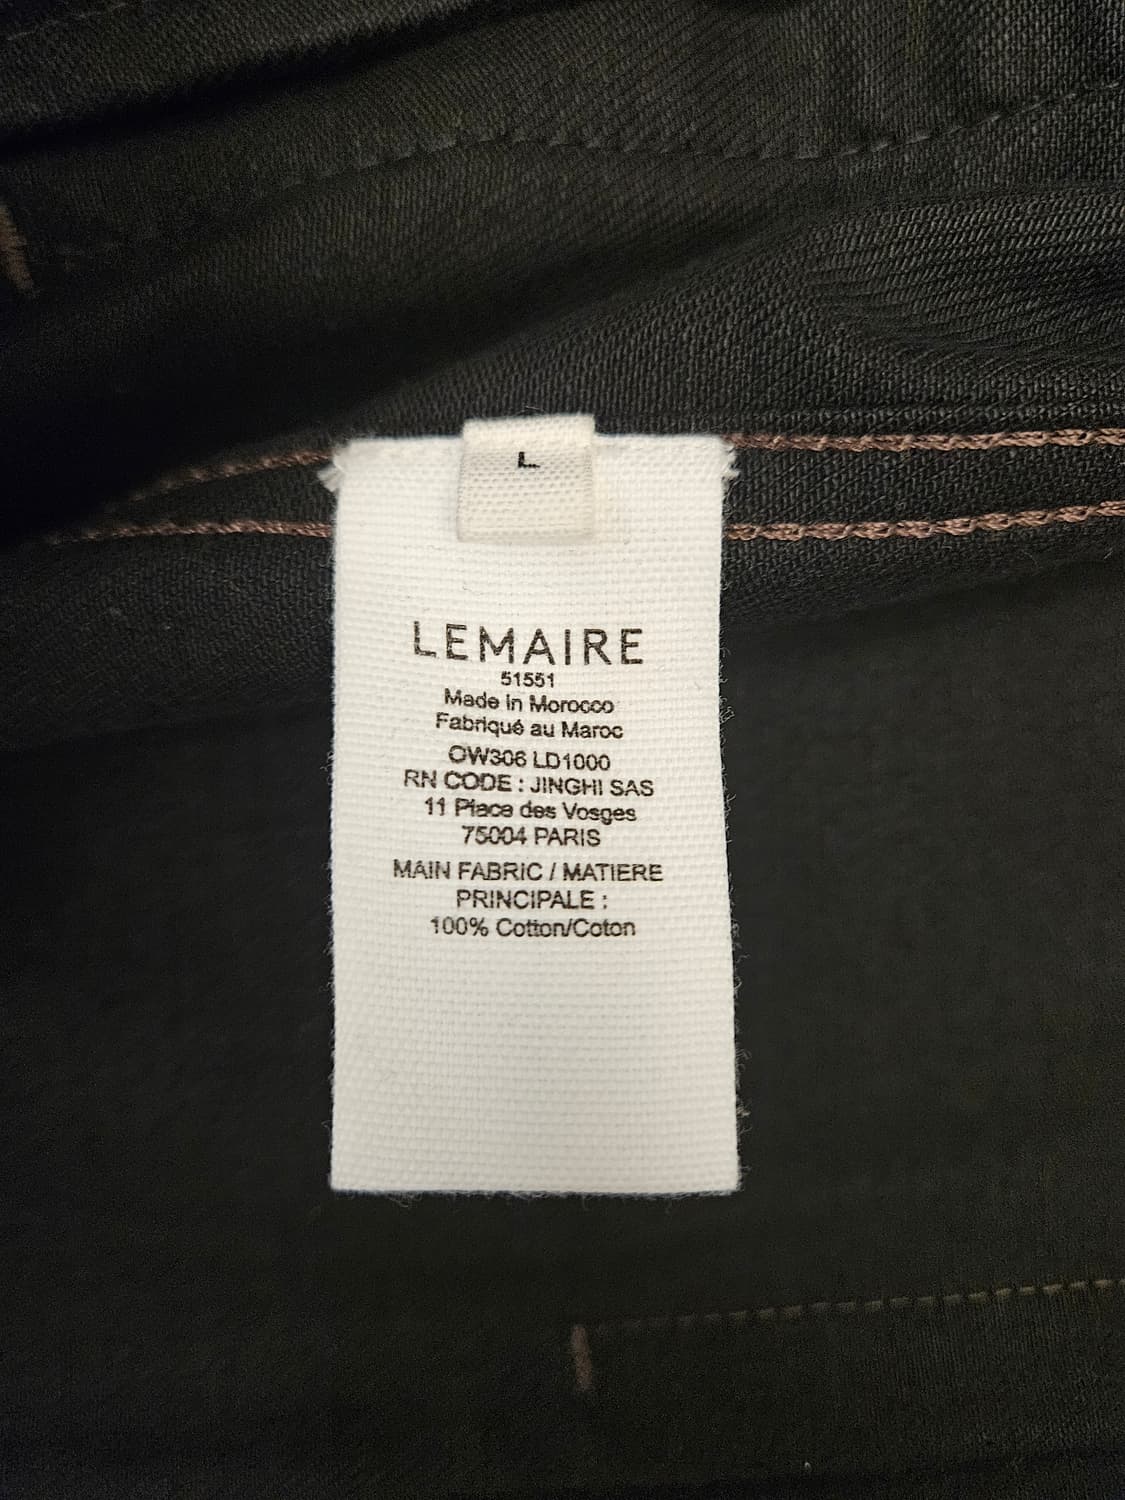 L
LEMAIRE
51551
Made in Morocco
Fabriqué au Maroc
OW306 LD1000
RN CODE : JINGHI SAS
11 Place des Vosges
75004 PARIS
MAIN FABRIC / MATIERE
PRINCIPALE :
100% Cotton/Coton